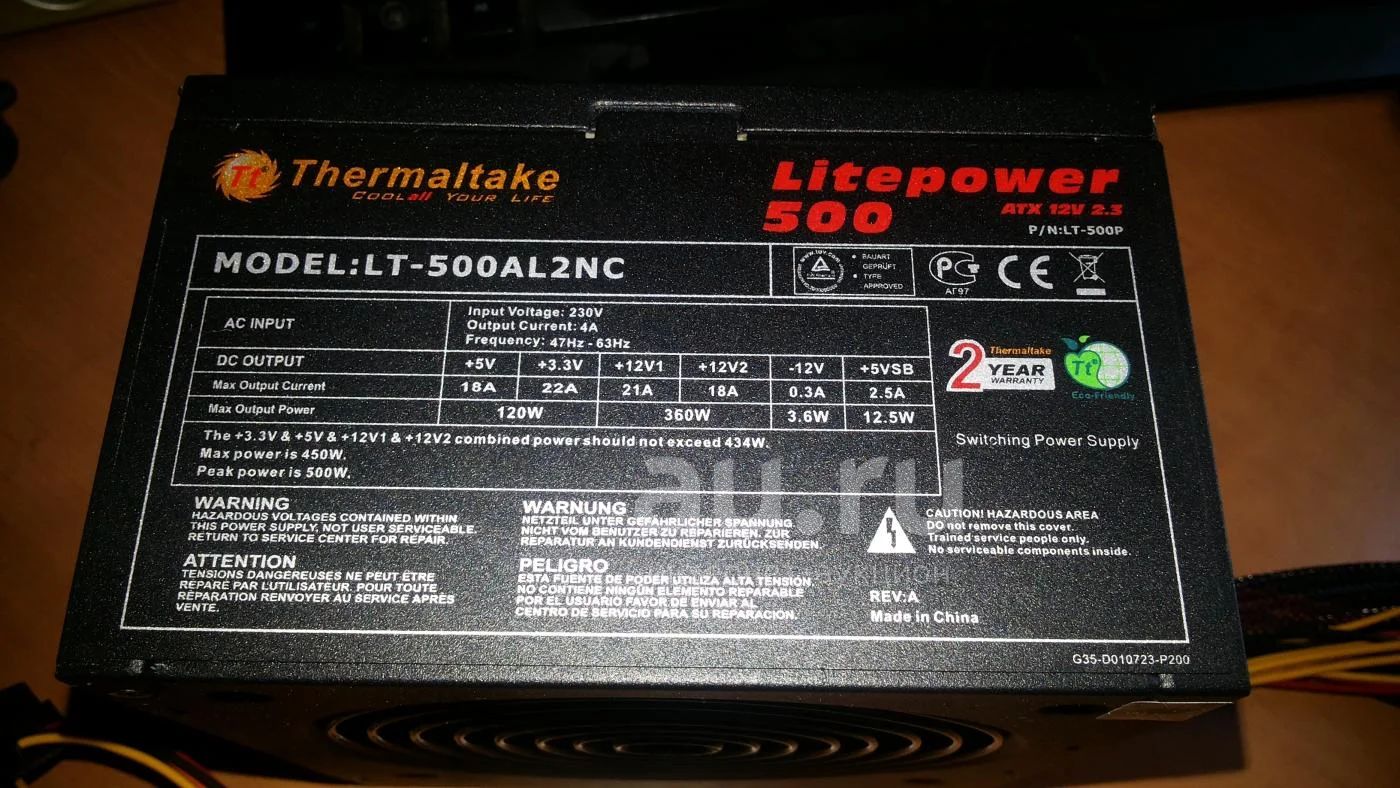 Tt Thermaltake
COOLall YOUR LIFE
Litepower
500
ATX 12V 2.3
P/N:LT-500P
MODEL:LT-500AL2NC
BAUART
GEPRÜFT
TYPE
APPROVED
PG
АГ97
CE
AC INPUT
Input Voltage: 230V
Output Current: 4A
Frequency: 47Hz - 63Hz
DC OUTPUT +5V +3.3V +12V1 +12V2 -12V +5VSB
Max Output Current 18A 22A 21A 18A 0.3A 2.5A
Max Output Power 120W 360W 3.6W 12.5W
The +3.3V & +5V & +12V1 & +12V2 combined power should not exceed 434W.
Max power is 450W.
Peak power is 500W.
2 Thermaltake
YEAR
WARRANTY
Tt
Eco-Friendly
Switching Power Supply
au.ru
WARNING
HAZARDOUS VOLTAGES CONTAINED WITHIN
THIS POWER SUPPLY, NOT USER SERVICEABLE.
RETURN TO SERVICE CENTER FOR REPAIR.
WARNUNG
NETZTEIL UNTER GEFAHRLICHER SPANNUNG
NICHT VOM BENUTZER ZU REPARIEREN. ZUR
REPARATUR AN KUNDENDIENST ZURÜCKSENDEN.
CAUTION! HAZARDOUS AREA
DO not remove this cover.
Trained service people only.
No serviceable components inside.
ATTENTION
TENSIONS DANGEREUSES NE PEUT ÊTRE
REPARÉ PAR L'UTILISATEUR. POUR TOUTE
RÉPARATION RENVOYER AU SERVICE APRÈS
VENTE.
PELIGRO
ESTA FUENTE DE PODER UTILIZA ALTA TENSION.
NO CONTIENE NINGÚN ELEMENTO REPARABLE
POR EL USUARIO FAVOR DE ENVIAR AL
CENTRO DE SERVICIO PARA SU REPARACIÓN.
REV:A
Made in China
G35-D010723-P200